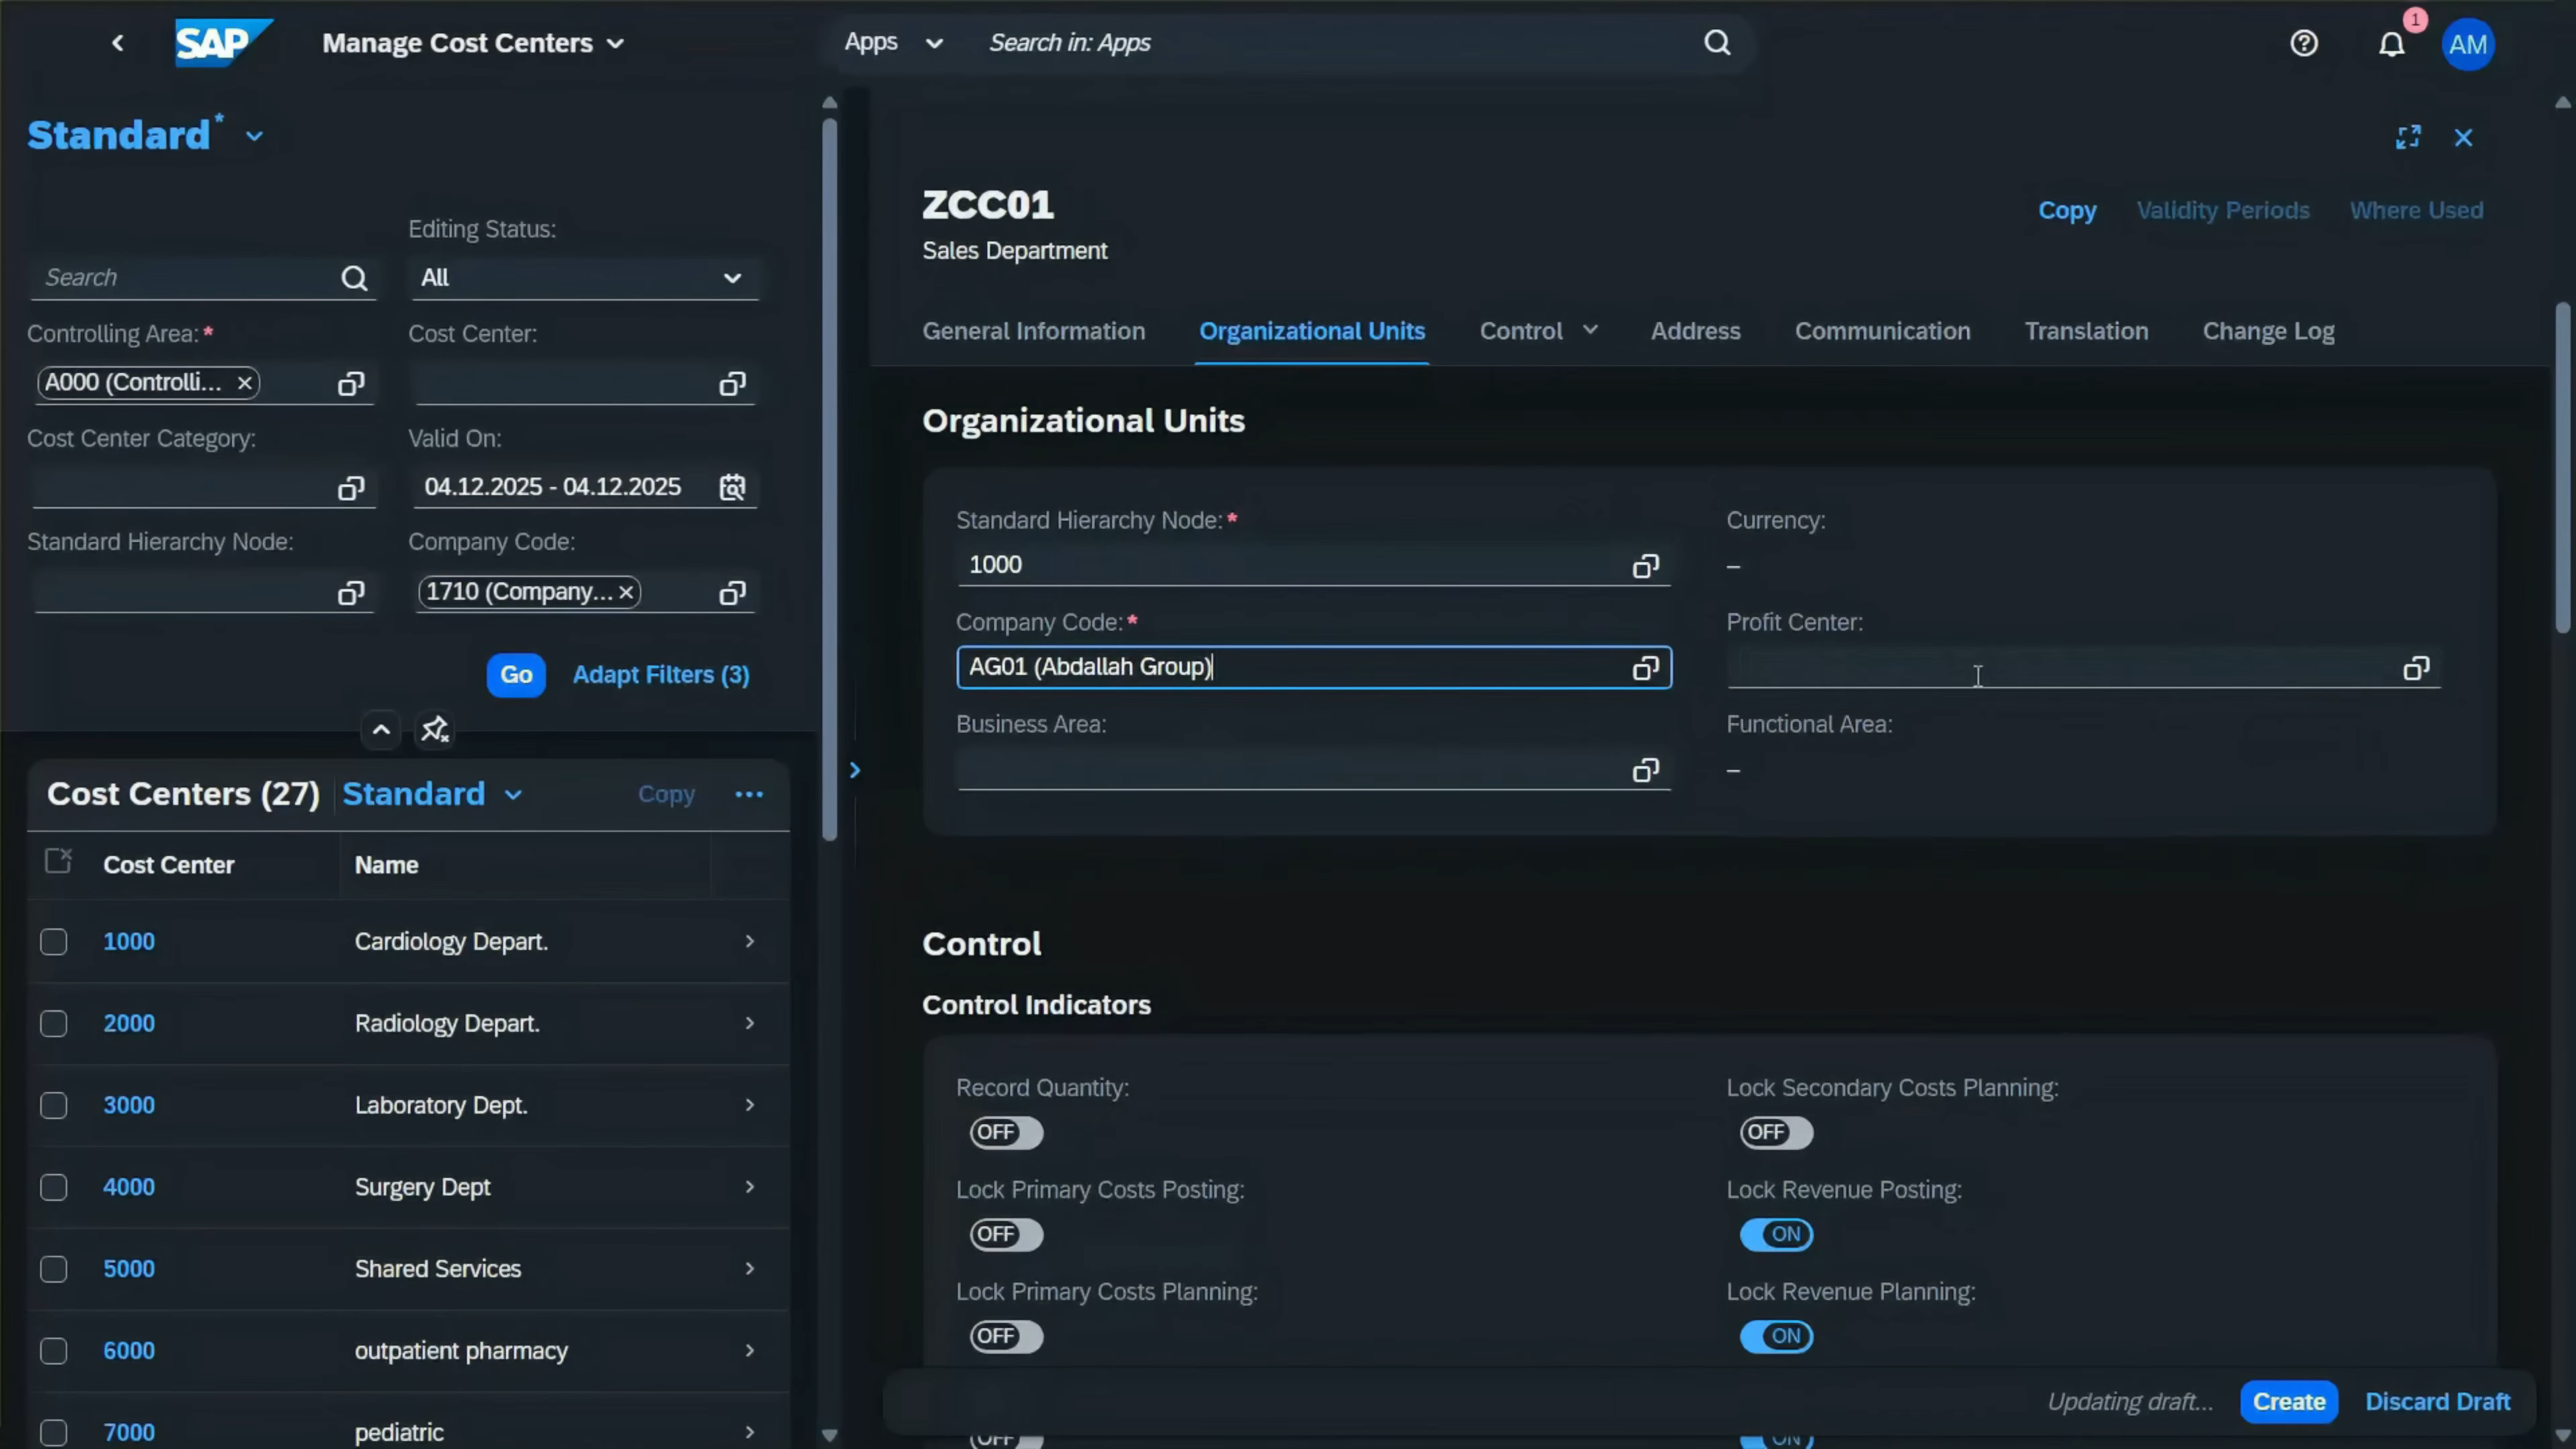 SAP
Manage Cost Centers
Apps
Search in: Apps
1
AM
Standard*
Editing Status:
Search
All
Controlling Area:*
Cost Center:
A000 (Controlli...
Cost Center Category:
Valid On:
04.12.2025 - 04.12.2025
Standard Hierarchy Node:
Company Code:
1710 (Company...
Go
Adapt Filters (3)
Cost Centers (27)
Standard
Copy
Cost Center
Name
1000
Cardiology Depart.
2000
Radiology Depart.
3000
Laboratory Dept.
4000
Surgery Dept
5000
Shared Services
6000
outpatient pharmacy
7000
pediatric
ZCC01
Sales Department
Copy
Validity Periods
Where Used
General Information
Organizational Units
Control
Address
Communication
Translation
Change Log
Organizational Units
Standard Hierarchy Node:*
1000
Currency:
–
Company Code:*
AG01 (Abdallah Group)
Profit Center:
Business Area:
Functional Area:
–
Control
Control Indicators
Record Quantity:
OFF
Lock Secondary Costs Planning:
OFF
Lock Primary Costs Posting:
OFF
Lock Revenue Posting:
ON
Lock Primary Costs Planning:
OFF
Lock Revenue Planning:
ON
Updating draft...
Create
Discard Draft
OFF
ON